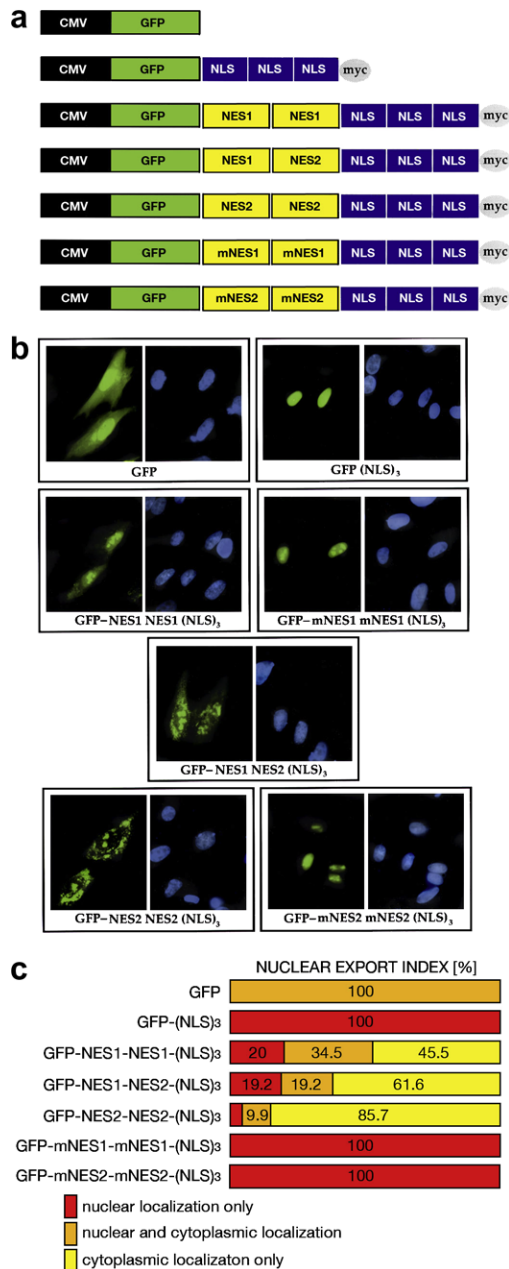 a
CMV GFP
CMV GFP NLS NLS NLS myc
CMV GFP NES1 NES1 NLS NLS NLS myc
CMV GFP NES1 NES2 NLS NLS NLS myc
CMV GFP NES2 NES2 NLS NLS NLS myc
CMV GFP mNES1 mNES1 NLS NLS NLS myc
CMV GFP mNES2 mNES2 NLS NLS NLS myc
b
GFP
GFP (NLS)3
GFP–NES1 NES1 (NLS)3
GFP–mNES1 mNES1 (NLS)3
GFP–NES1 NES2 (NLS)3
GFP–NES2 NES2 (NLS)3
GFP–mNES2 mNES2 (NLS)3
c
NUCLEAR EXPORT INDEX [%]
GFP 100
GFP-(NLS)3 100
GFP-NES1-NES1-(NLS)3 20 34.5 45.5
GFP-NES1-NES2-(NLS)3 19.2 19.2 61.6
GFP-NES2-NES2-(NLS)3 9.9 85.7
GFP-mNES1-mNES1-(NLS)3 100
GFP-mNES2-mNES2-(NLS)3 100
nuclear localization only
nuclear and cytoplasmic localization
cytoplasmic localizaton only